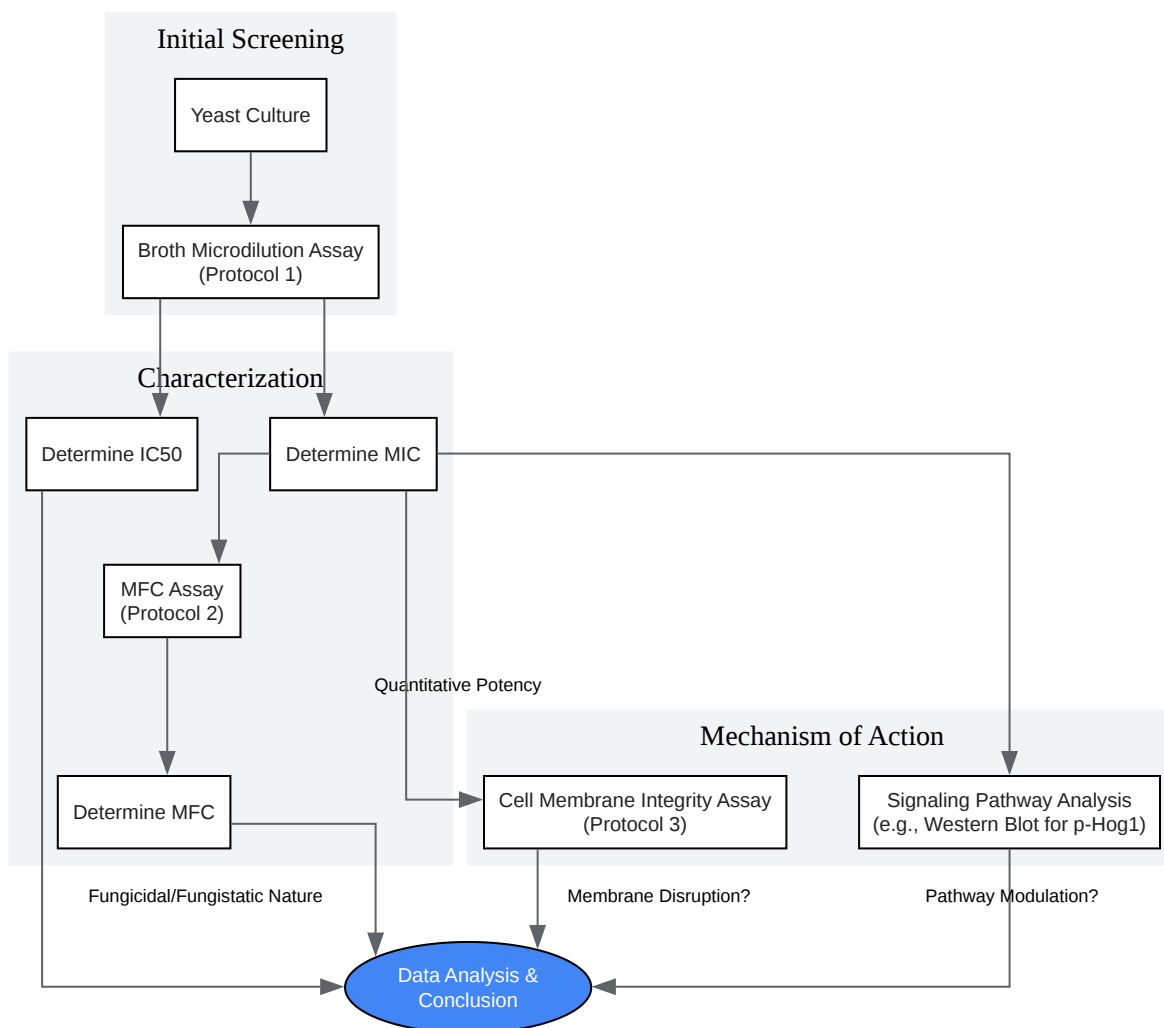 Initial Screening
Yeast Culture
Broth Microdilution Assay
(Protocol 1)
Characterization
Determine IC50
Determine MIC
MFC Assay
(Protocol 2)
Quantitative Potency
Mechanism of Action
Determine MFC
Cell Membrane Integrity Assay
(Protocol 3)
Signaling Pathway Analysis
(e.g., Western Blot for p-Hog1)
Fungicidal/Fungistatic Nature
Membrane Disruption?
Pathway Modulation?
Data Analysis &
Conclusion